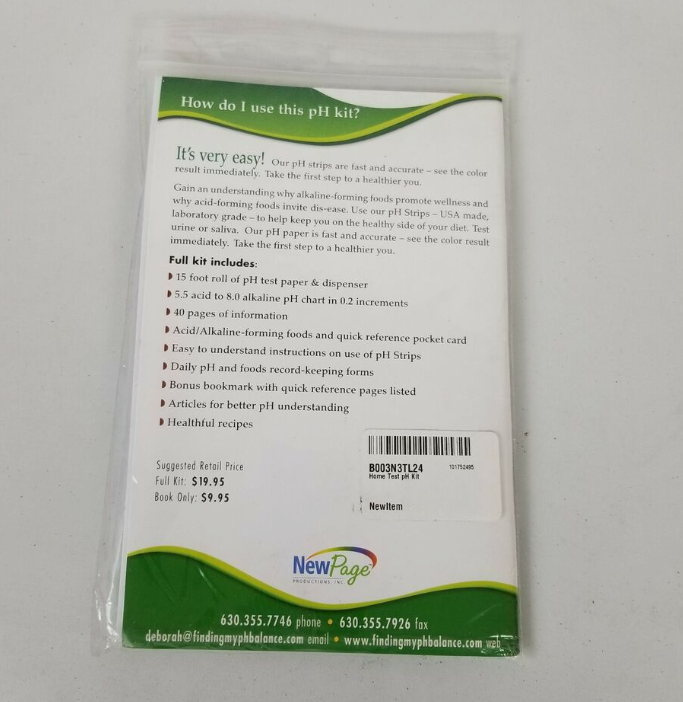 How do I use this pH kit?
It's very easy! Our pH strips are fast and accurate – see the color
result immediately. Take the first step to a healthier you.
Gain an understanding why alkaline-forming foods promote wellness and
why acid-forming foods invite dis-ease. Use our pH Strips – USA made,
laboratory grade – to help keep you on the healthy side of your diet. Test
urine or saliva. Our pH paper is fast and accurate – see the color result
immediately. Take the first step to a healthier you.
Full kit includes:
15 foot roll of pH test paper & dispenser
5.5 acid to 8.0 alkaline pH chart in 0.2 increments
40 pages of information
Acid/Alkaline-forming foods and quick reference pocket card
Easy to understand instructions on use of pH Strips
Daily pH and foods record-keeping forms
Bonus bookmark with quick reference pages listed
Articles for better pH understanding
Healthful recipes
Suggested Retail Price
Full Kit: $19.95
Book Only: $9.95
B003N3TL24 101752495
Home Test pH Kit
NewItem
NewPage
PRODUCTIONS, INC.
630.355.7746 phone • 630.355.7926 fax
deborah@findingmyphbalance.com email • www.findingmyphbalance.com web